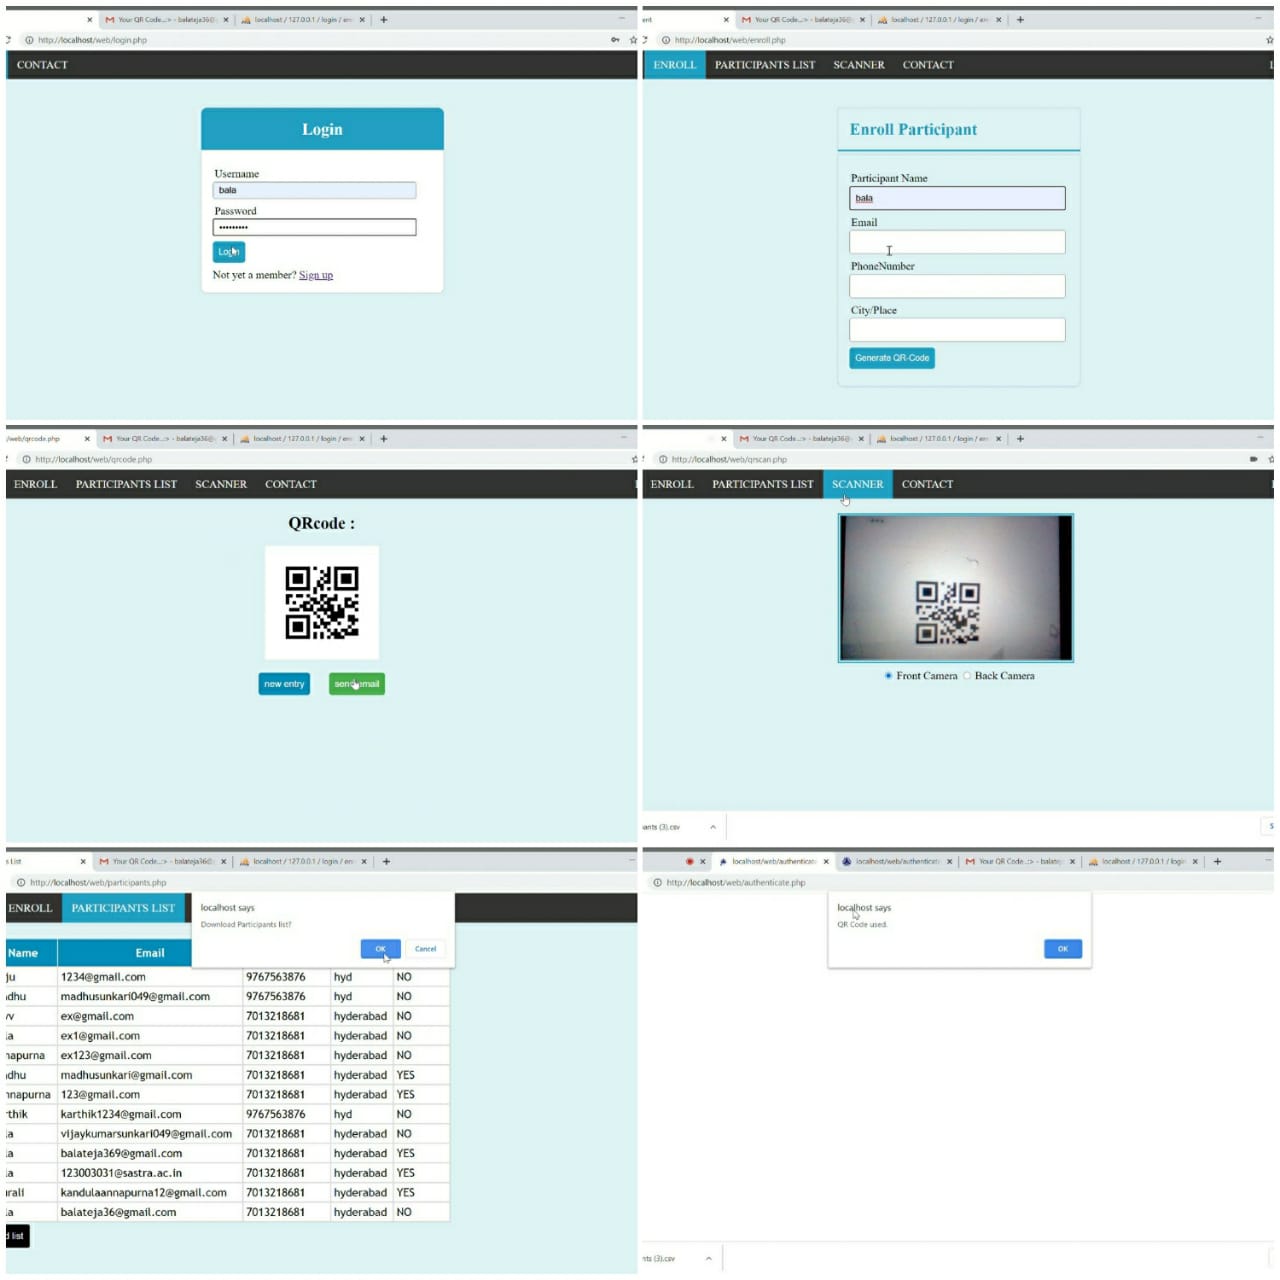 Your QR Code...:> - balateja36@
localhost / 127.0.0.1 / login / en
http://localhost/web/login.php
CONTACT
Login
Username
bala
Password
•••••••••
Login
Not yet a member? Sign up
ent
Your QR Code...:> - balateja36@
localhost / 127.0.0.1 / login / en
http://localhost/web/enroll.php
ENROLL PARTICIPANTS LIST SCANNER CONTACT
Enroll Participant
Participant Name
bala
Email
PhoneNumber
City/Place
Generate QR-Code
/web/qrcode.php
Your QR Code...:> - balateja36@
localhost / 127.0.0.1 / login / en
http://localhost/web/qrcode.php
ENROLL PARTICIPANTS LIST SCANNER CONTACT
QRcode :
new entry send email
Your QR Code...:> - balateja36@
localhost / 127.0.0.1 / login / en
http://localhost/web/qrscan.php
ENROLL PARTICIPANTS LIST SCANNER CONTACT
Front Camera Back Camera
ants (3).csv
s List
Your QR Code...:> - balateja36@
localhost / 127.0.0.1 / login / en
http://localhost/web/participants.php
ENROLL PARTICIPANTS LIST
localhost says
Download Participants list?
OK Cancel
Name Email
ju 1234@gmail.com 9767563876 hyd NO
dhu madhusunkari049@gmail.com 9767563876 hyd NO
vv ex@gmail.com 7013218681 hyderabad NO
la ex1@gmail.com 7013218681 hyderabad NO
napurna ex123@gmail.com 7013218681 hyderabad NO
dhu madhusunkari@gmail.com 7013218681 hyderabad YES
nnapurna 123@gmail.com 7013218681 hyderabad YES
rthik karthik1234@gmail.com 9767563876 hyd NO
la vijaykumarsunkari049@gmail.com 7013218681 hyderabad NO
la balateja369@gmail.com 7013218681 hyderabad YES
la 123003031@sastra.ac.in 7013218681 hyderabad YES
urali kandulaannapurna12@gmail.com 7013218681 hyderabad YES
la balateja36@gmail.com 7013218681 hyderabad NO
d list
localhost/web/authenticate
localhost/web/authenticate
Your QR Code...:> - balatej
localhost / 127.0.0.1 / login
http://localhost/web/authenticate.php
localhost says
QR Code used.
OK
nts (3).csv